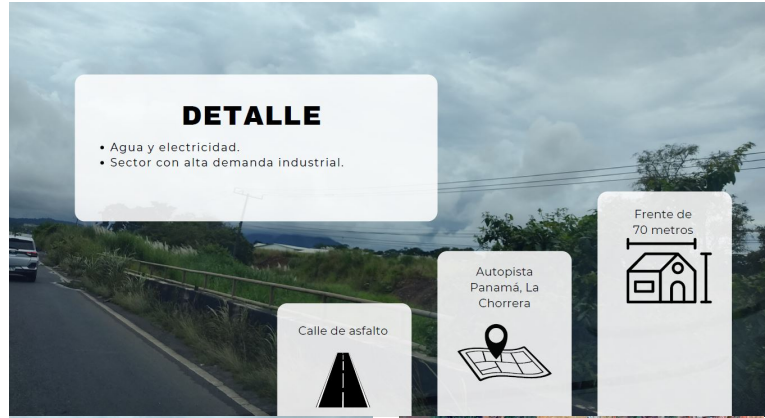 DETALLE
Agua y electricidad.
Sector con alta demanda industrial.
Frente de
70 metros
Autopista
Panamá, La
Chorrera
Calle de asfalto